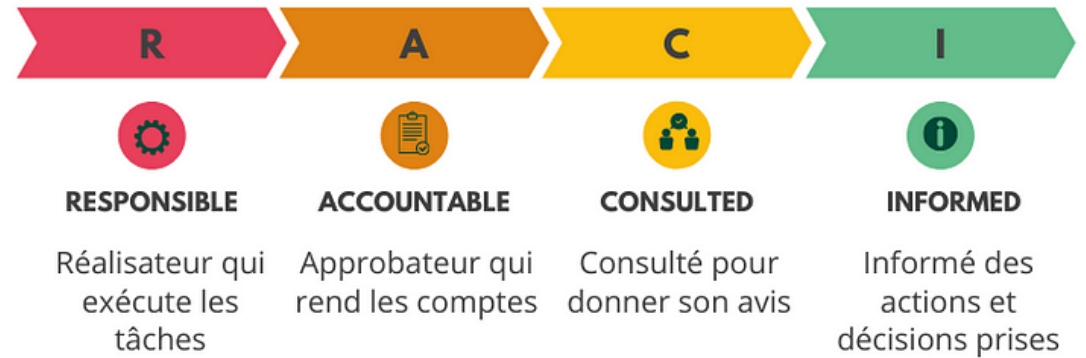 R
A
C
I
RESPONSIBLE
ACCOUNTABLE
CONSULTED
INFORMED
Réalisateur qui
exécute les
tâches
Approbateur qui
rend les comptes
Consulté pour
donner son avis
Informé des
actions et
décisions prises